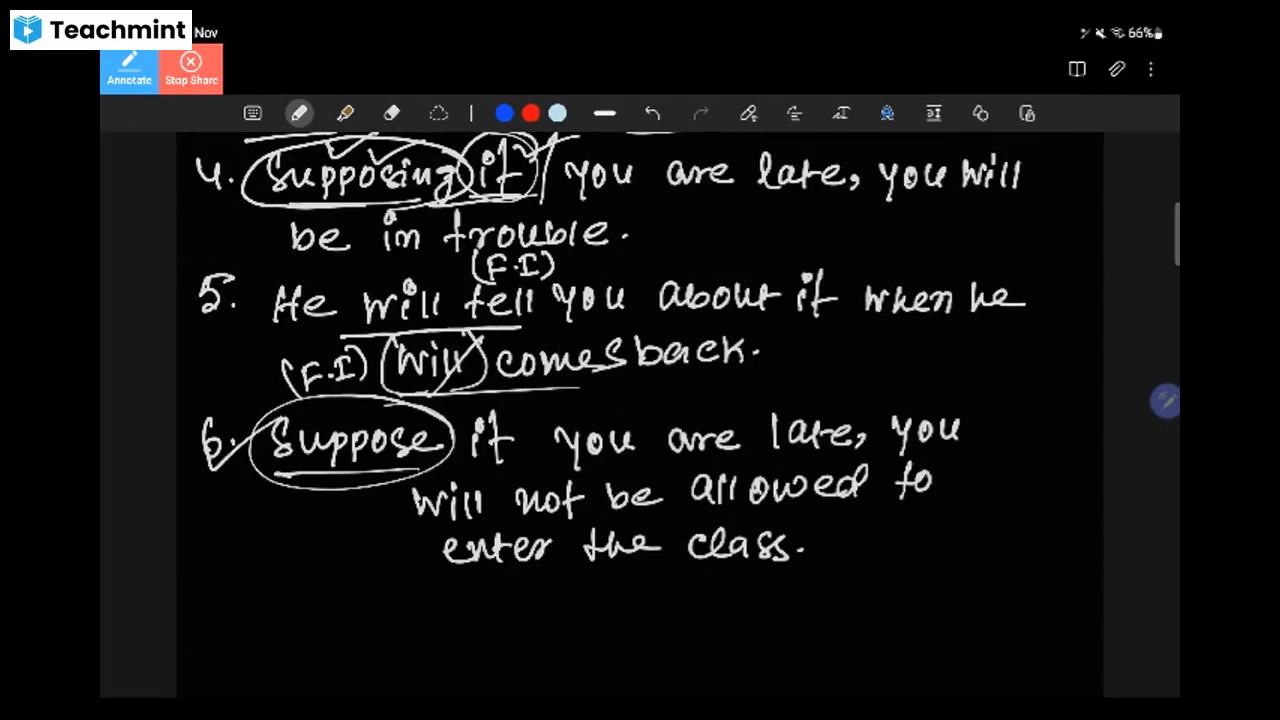 Teachmint
Nov
66%
Annotate
Stop Share
4. Supposing if you are late, you will
be in trouble.
(F.I)
5. He will tell you about it when he
(F.I) will comes back.
6. Suppose if you are late, you
will not be allowed to
enter the class.